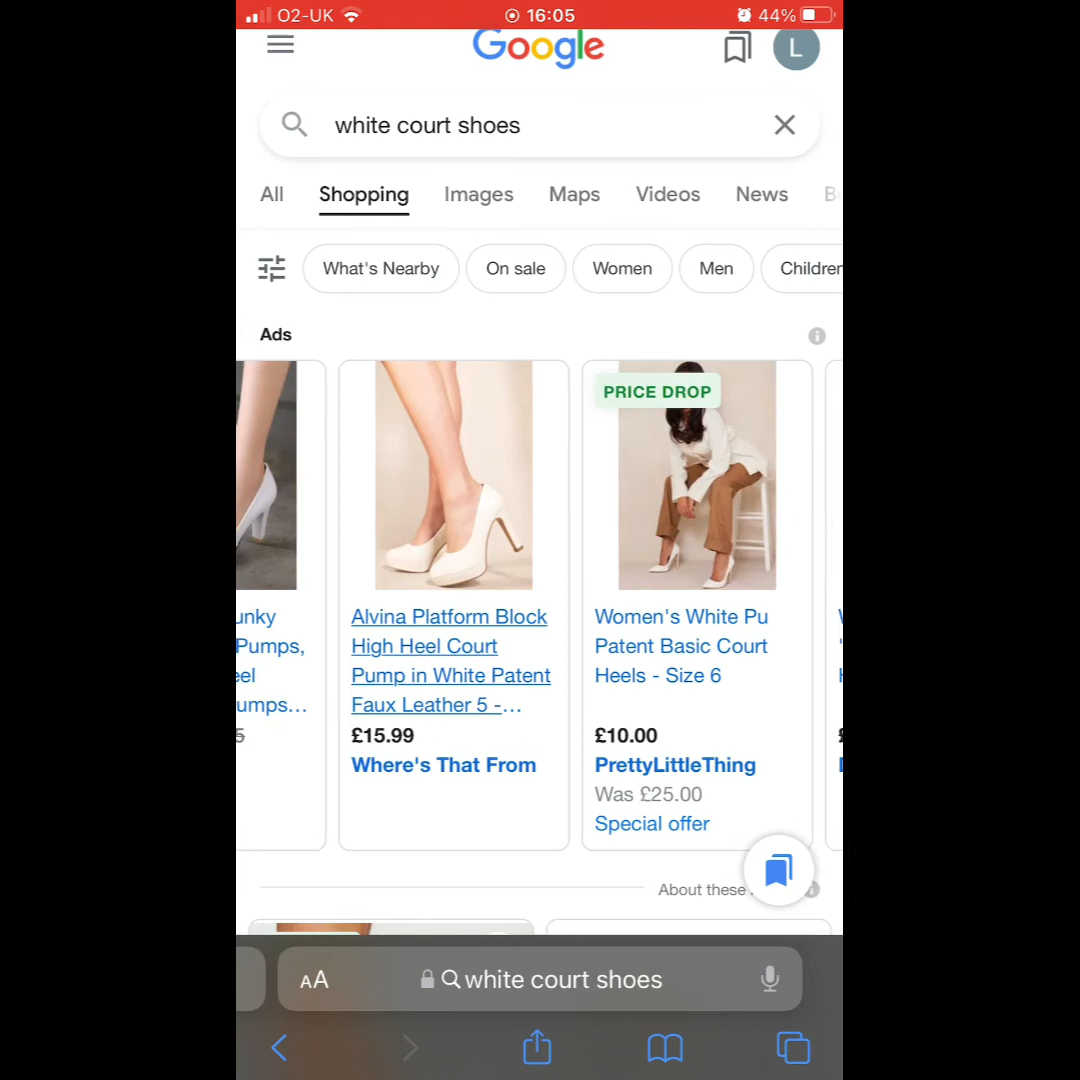 O2-UK 16:05 44%
Google
L
white court shoes
All Shopping Images Maps Videos News
What's Nearby On sale Women Men Children
Ads
PRICE DROP
unky
Pumps,
eel
umps...
5
Alvina Platform Block
High Heel Court
Pump in White Patent
Faux Leather 5 -...
£15.99
Where's That From
Women's White Pu
Patent Basic Court
Heels - Size 6
£10.00
PrettyLittleThing
Was £25.00
Special offer
About these
AA white court shoes